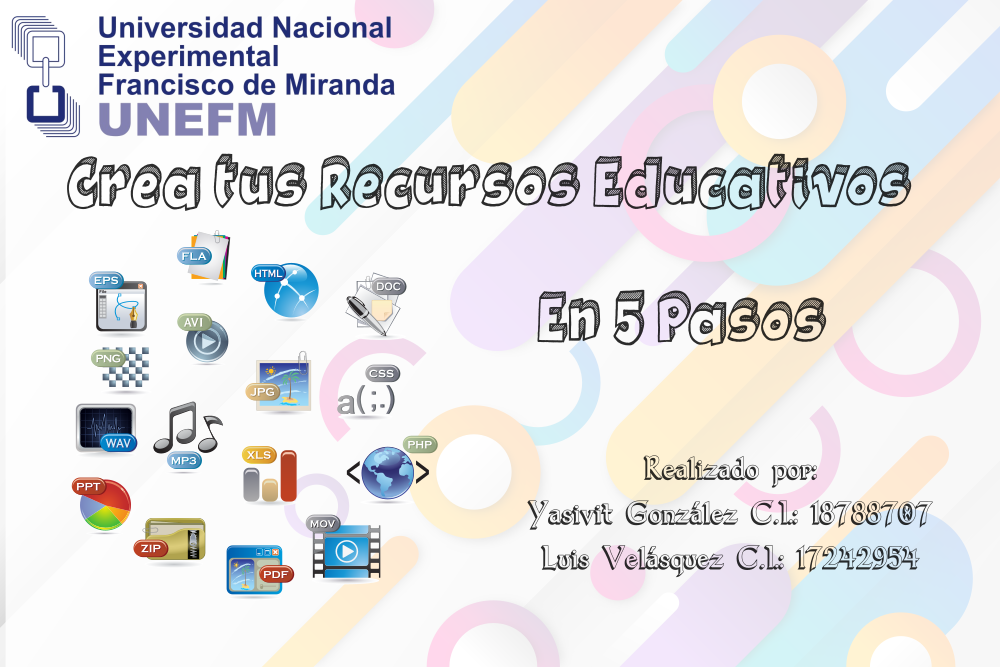 Universidad Nacional
Experimental
Francisco de Miranda
UNEFM
Crea tus Recursos Educativos
En 5 Pasos
FLA
HTML
EPS
File
DOC
AVI
PNG
CSS
JPG
a(;.)
WAV
MP3
PHP
< >
XLS
PPT
MOV
ZIP
PDF
Realizado por:
Yasivit González C.I.: 18788707
Luis Velásquez C.I.: 17242954